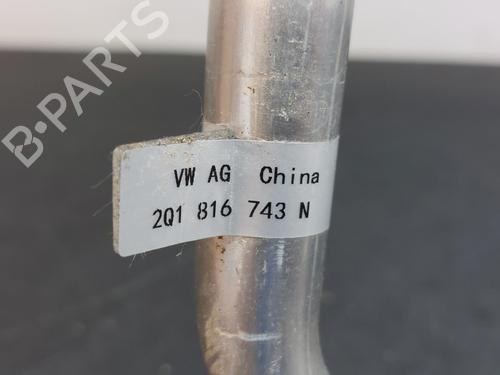 B-PARTS
VW AG China
2Q1 816 743 N